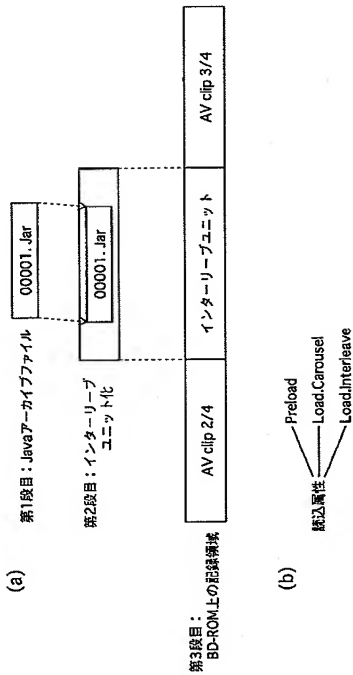 (a)
第1段目：Javaアーカイブファイル
00001.Jar
第2段目：インターリーブ
ユニット化
00001.Jar
第3段目：
BD-ROM上の記録領域
AV clip 2/4
インターリーブユニット
AV clip 3/4
(b)
読込属性
Preload
Load.Carousel
Load.Interleave